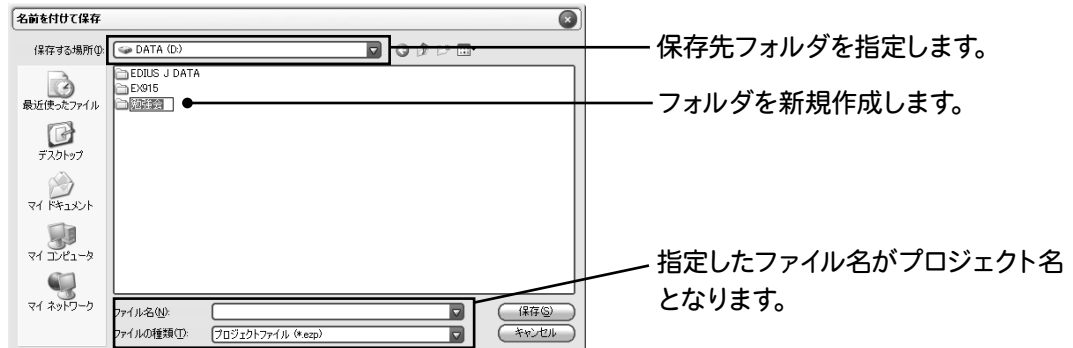 名前を付けて保存
保存する場所(I):
DATA (D:)
保存先フォルダを指定します。
EDIUS J DATA
EX915
勉強会
フォルダを新規作成します。
最近使ったファイル
デスクトップ
マイ ドキュメント
マイ コンピュータ
マイ ネットワーク
指定したファイル名がプロジェクト名
となります。
ファイル名(N):
保存(S)
ファイルの種類(T):
プロジェクトファイル (*.ezp)
キャンセル